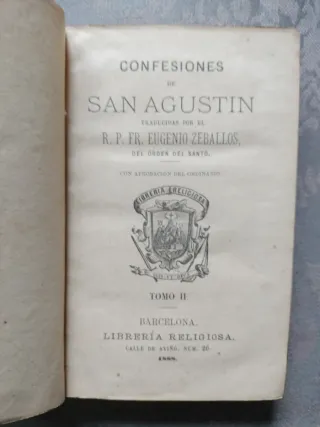 CONFESIONES
DE
SAN AGUSTIN
TRADUCIDAS POR EL
R. P. FR. EUGENIO ZEBALLOS,
DEL ÓRDEN DEL SANTO.
CON APROBACION DEL ORDINARIO.
LIBRERIA RELIGIOSA
TOMO II
BARCELONA.
LIBRERÍA RELIGIOSA,
CALLE DE AVIÑÓ, NÚM. 20.
1888.